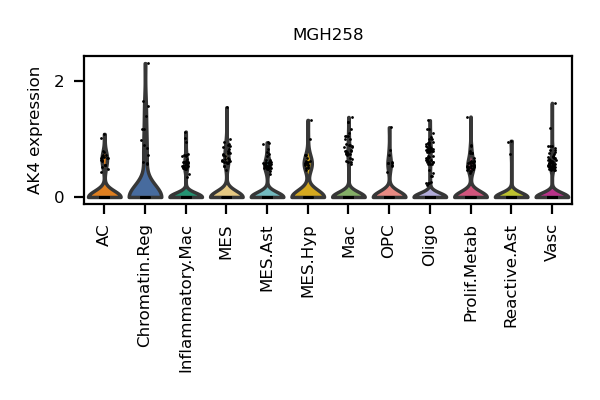 MGH258
AK4 expression
2
0
AC
Chromatin.Reg
Inflammatory.Mac
MES
MES.Ast
MES.Hyp
Mac
OPC
Oligo
Prolif.Metab
Reactive.Ast
Vasc